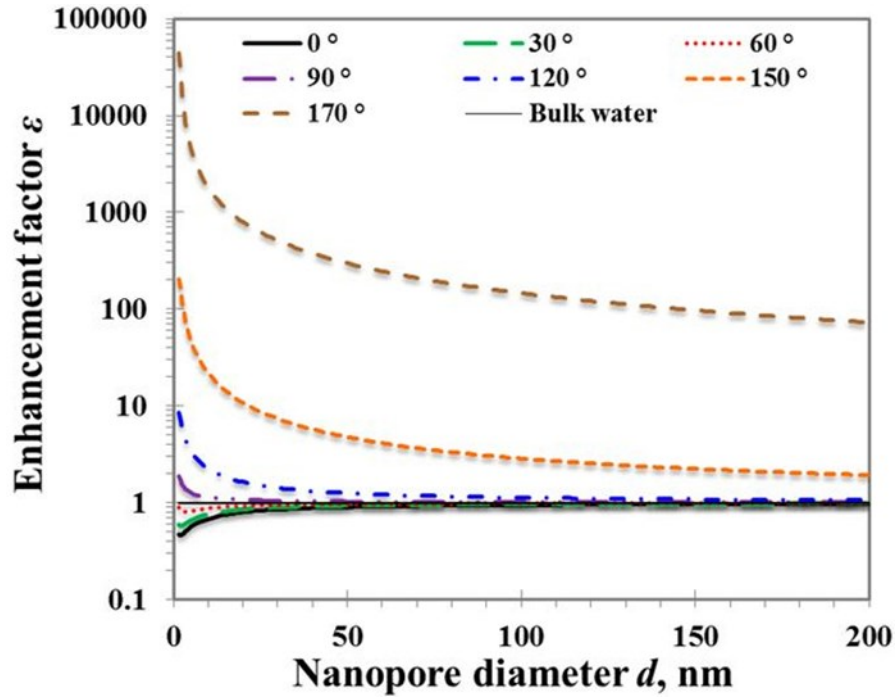 100000
10000
1000
100
10
1
0.1
Enhancement factor ε
0 ° 30 ° 60 °
90 ° 120 ° 150 °
170 ° Bulk water
0 50 100 150 200
Nanopore diameter d, nm